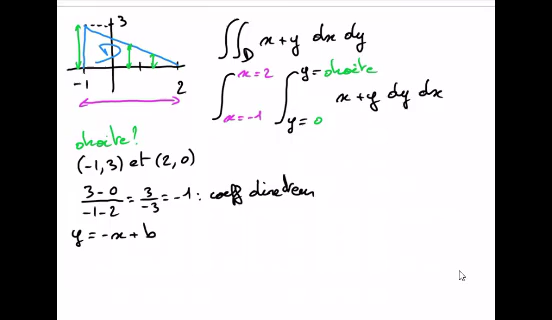 3
D
-1
2
∬_D x+y dx dy
∫_{x=-1}^{x=2} ∫_{y=0}^{y=droite} x+y dy dx
droite?
(-1,3) et (2,0)
3-0/-1-2 = 3/-3 = -1 : coeff directeur
y = -x + b